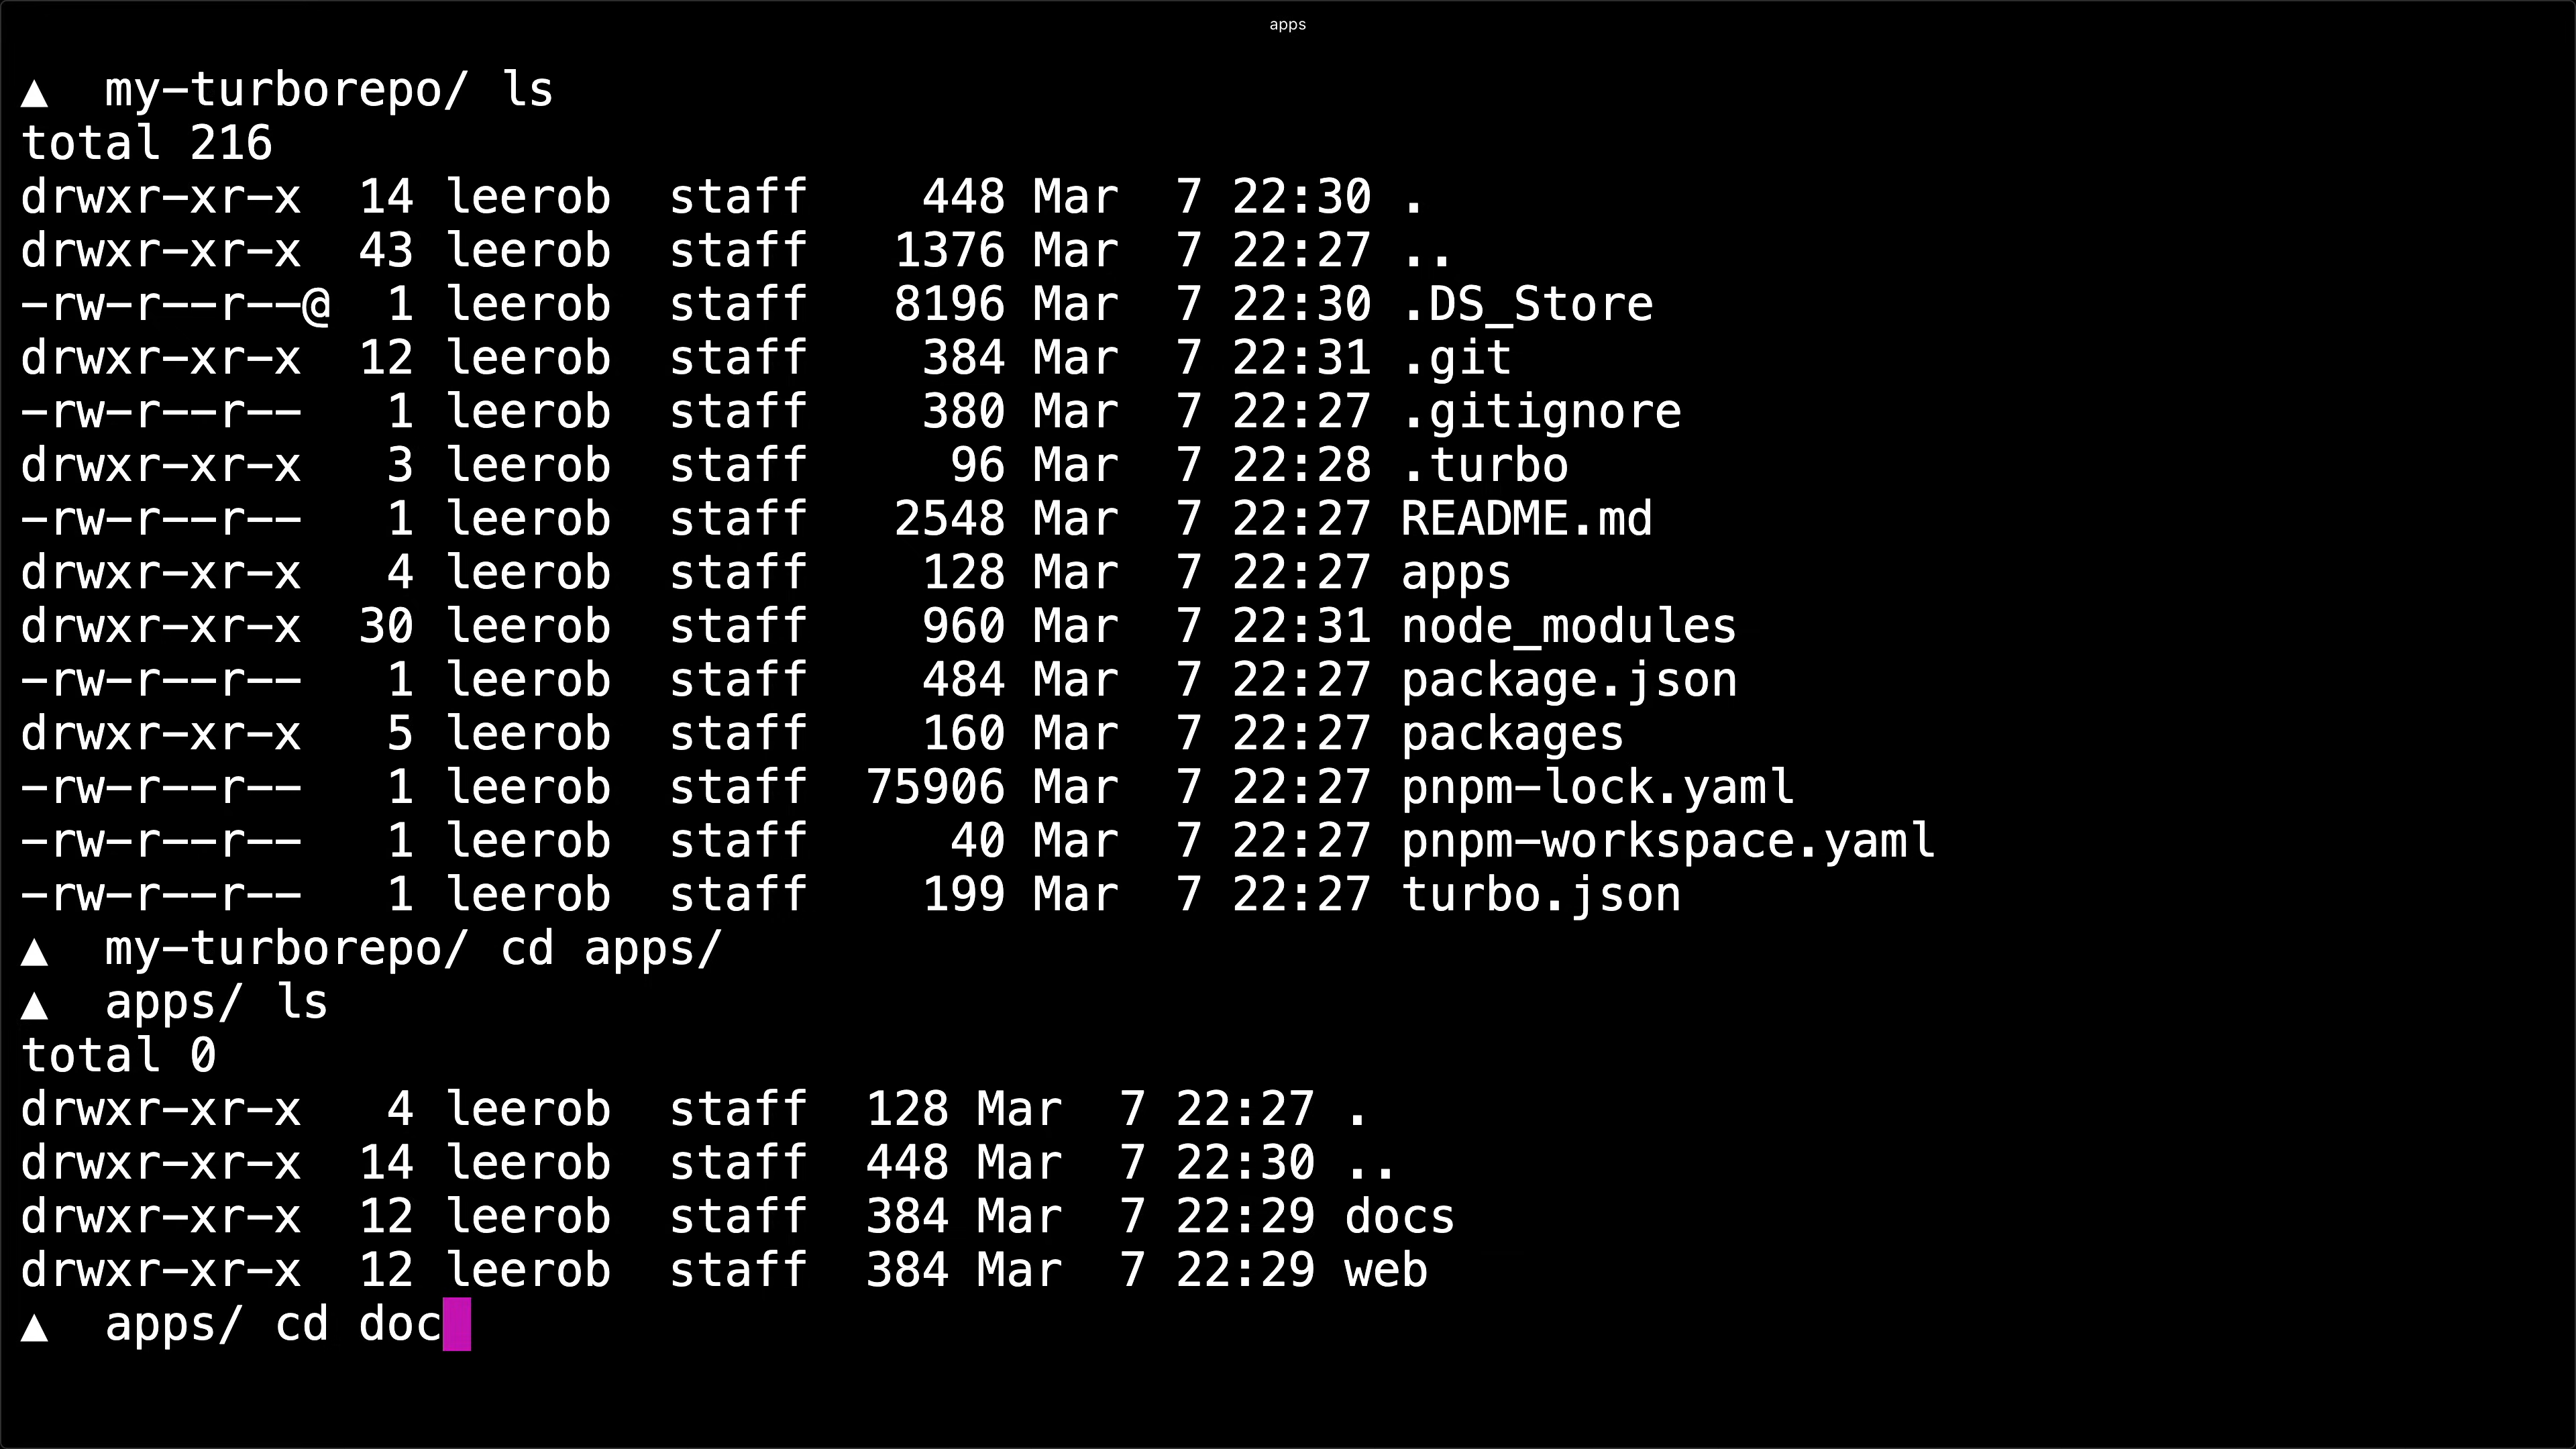 apps
▲  my-turborepo/ ls
total 216
drwxr-xr-x  14 leerob  staff    448 Mar  7 22:30 .
drwxr-xr-x  43 leerob  staff   1376 Mar  7 22:27 ..
-rw-r--r--@  1 leerob  staff   8196 Mar  7 22:30 .DS_Store
drwxr-xr-x  12 leerob  staff    384 Mar  7 22:31 .git
-rw-r--r--   1 leerob  staff    380 Mar  7 22:27 .gitignore
drwxr-xr-x   3 leerob  staff     96 Mar  7 22:28 .turbo
-rw-r--r--   1 leerob  staff   2548 Mar  7 22:27 README.md
drwxr-xr-x   4 leerob  staff    128 Mar  7 22:27 apps
drwxr-xr-x  30 leerob  staff    960 Mar  7 22:31 node_modules
-rw-r--r--   1 leerob  staff    484 Mar  7 22:27 package.json
drwxr-xr-x   5 leerob  staff    160 Mar  7 22:27 packages
-rw-r--r--   1 leerob  staff  75906 Mar  7 22:27 pnpm-lock.yaml
-rw-r--r--   1 leerob  staff     40 Mar  7 22:27 pnpm-workspace.yaml
-rw-r--r--   1 leerob  staff    199 Mar  7 22:27 turbo.json
▲  my-turborepo/ cd apps/
▲  apps/ ls
total 0
drwxr-xr-x   4 leerob  staff  128 Mar  7 22:27 .
drwxr-xr-x  14 leerob  staff  448 Mar  7 22:30 ..
drwxr-xr-x  12 leerob  staff  384 Mar  7 22:29 docs
drwxr-xr-x  12 leerob  staff  384 Mar  7 22:29 web
▲  apps/ cd doc